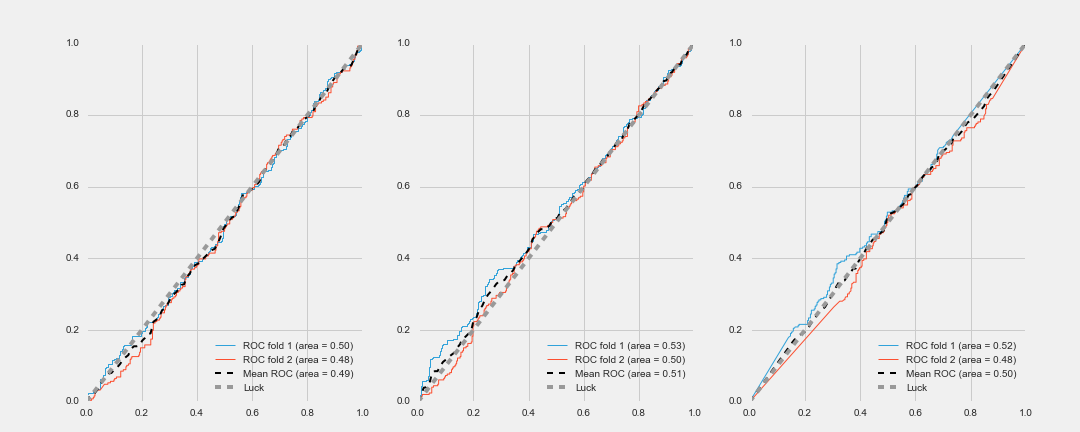 1.0
0.8
0.6
0.4
0.2
0.0
ROC fold 1 (area = 0.50)
ROC fold 2 (area = 0.48)
Mean ROC (area = 0.49)
Luck
0.0 0.2 0.4 0.6 0.8 1.0
1.0
0.8
0.6
0.4
0.2
0.0
ROC fold 1 (area = 0.53)
ROC fold 2 (area = 0.50)
Mean ROC (area = 0.51)
Luck
0.0 0.2 0.4 0.6 0.8 1.0
1.0
0.8
0.6
0.4
0.2
0.0
ROC fold 1 (area = 0.52)
ROC fold 2 (area = 0.48)
Mean ROC (area = 0.50)
Luck
0.0 0.2 0.4 0.6 0.8 1.0